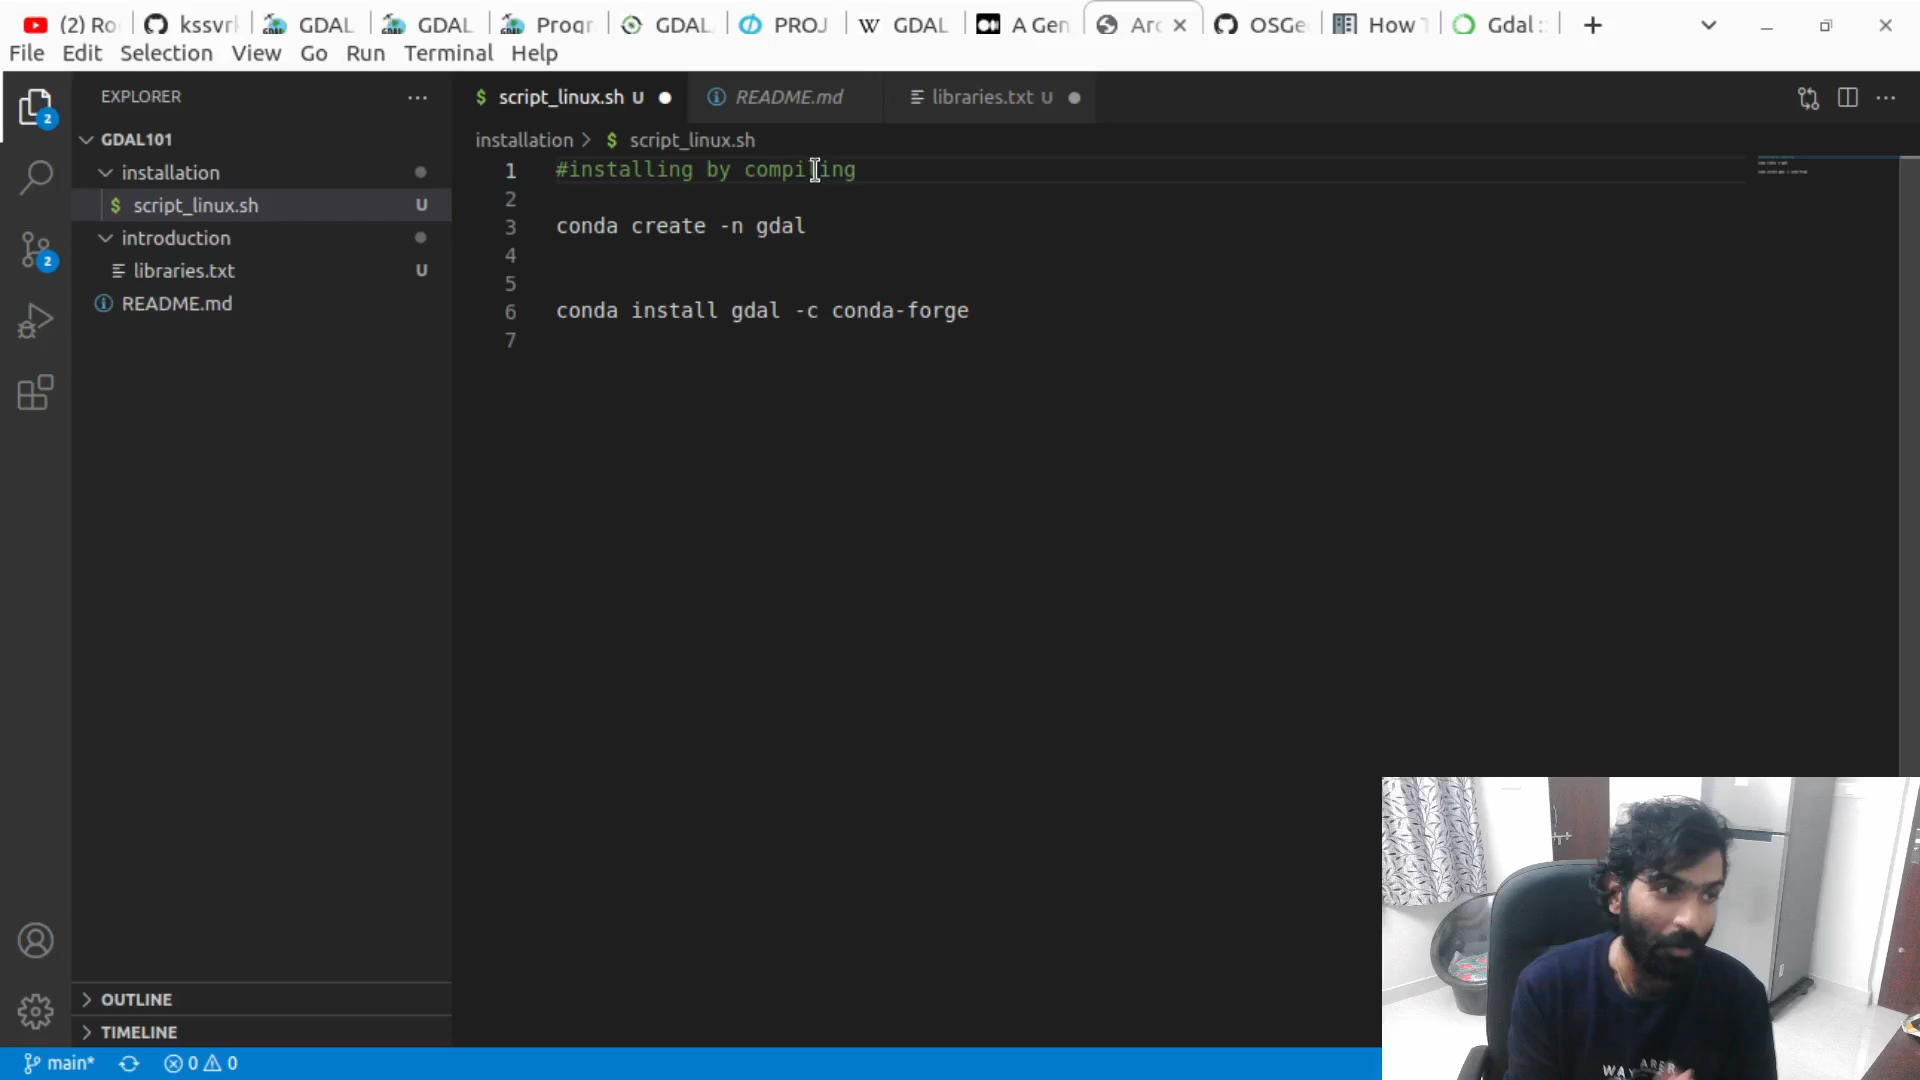 (2) Ro
kssvrl
GDAL
GDAL
Progr
GDAL
PROJ
W GDAL
A Gen
Arc
OSGe
How
Gdal ::
File Edit Selection View Go Run Terminal Help
EXPLORER
script_linux.sh U
README.md
libraries.txt U
GDAL101
installation > $ script_linux.sh
installation
$ script_linux.sh U
introduction
libraries.txt U
README.md
1 #installing by compiling
2
3 conda create -n gdal
4
5
6 conda install gdal -c conda-forge
7
2
2
OUTLINE
TIMELINE
main* 0 0